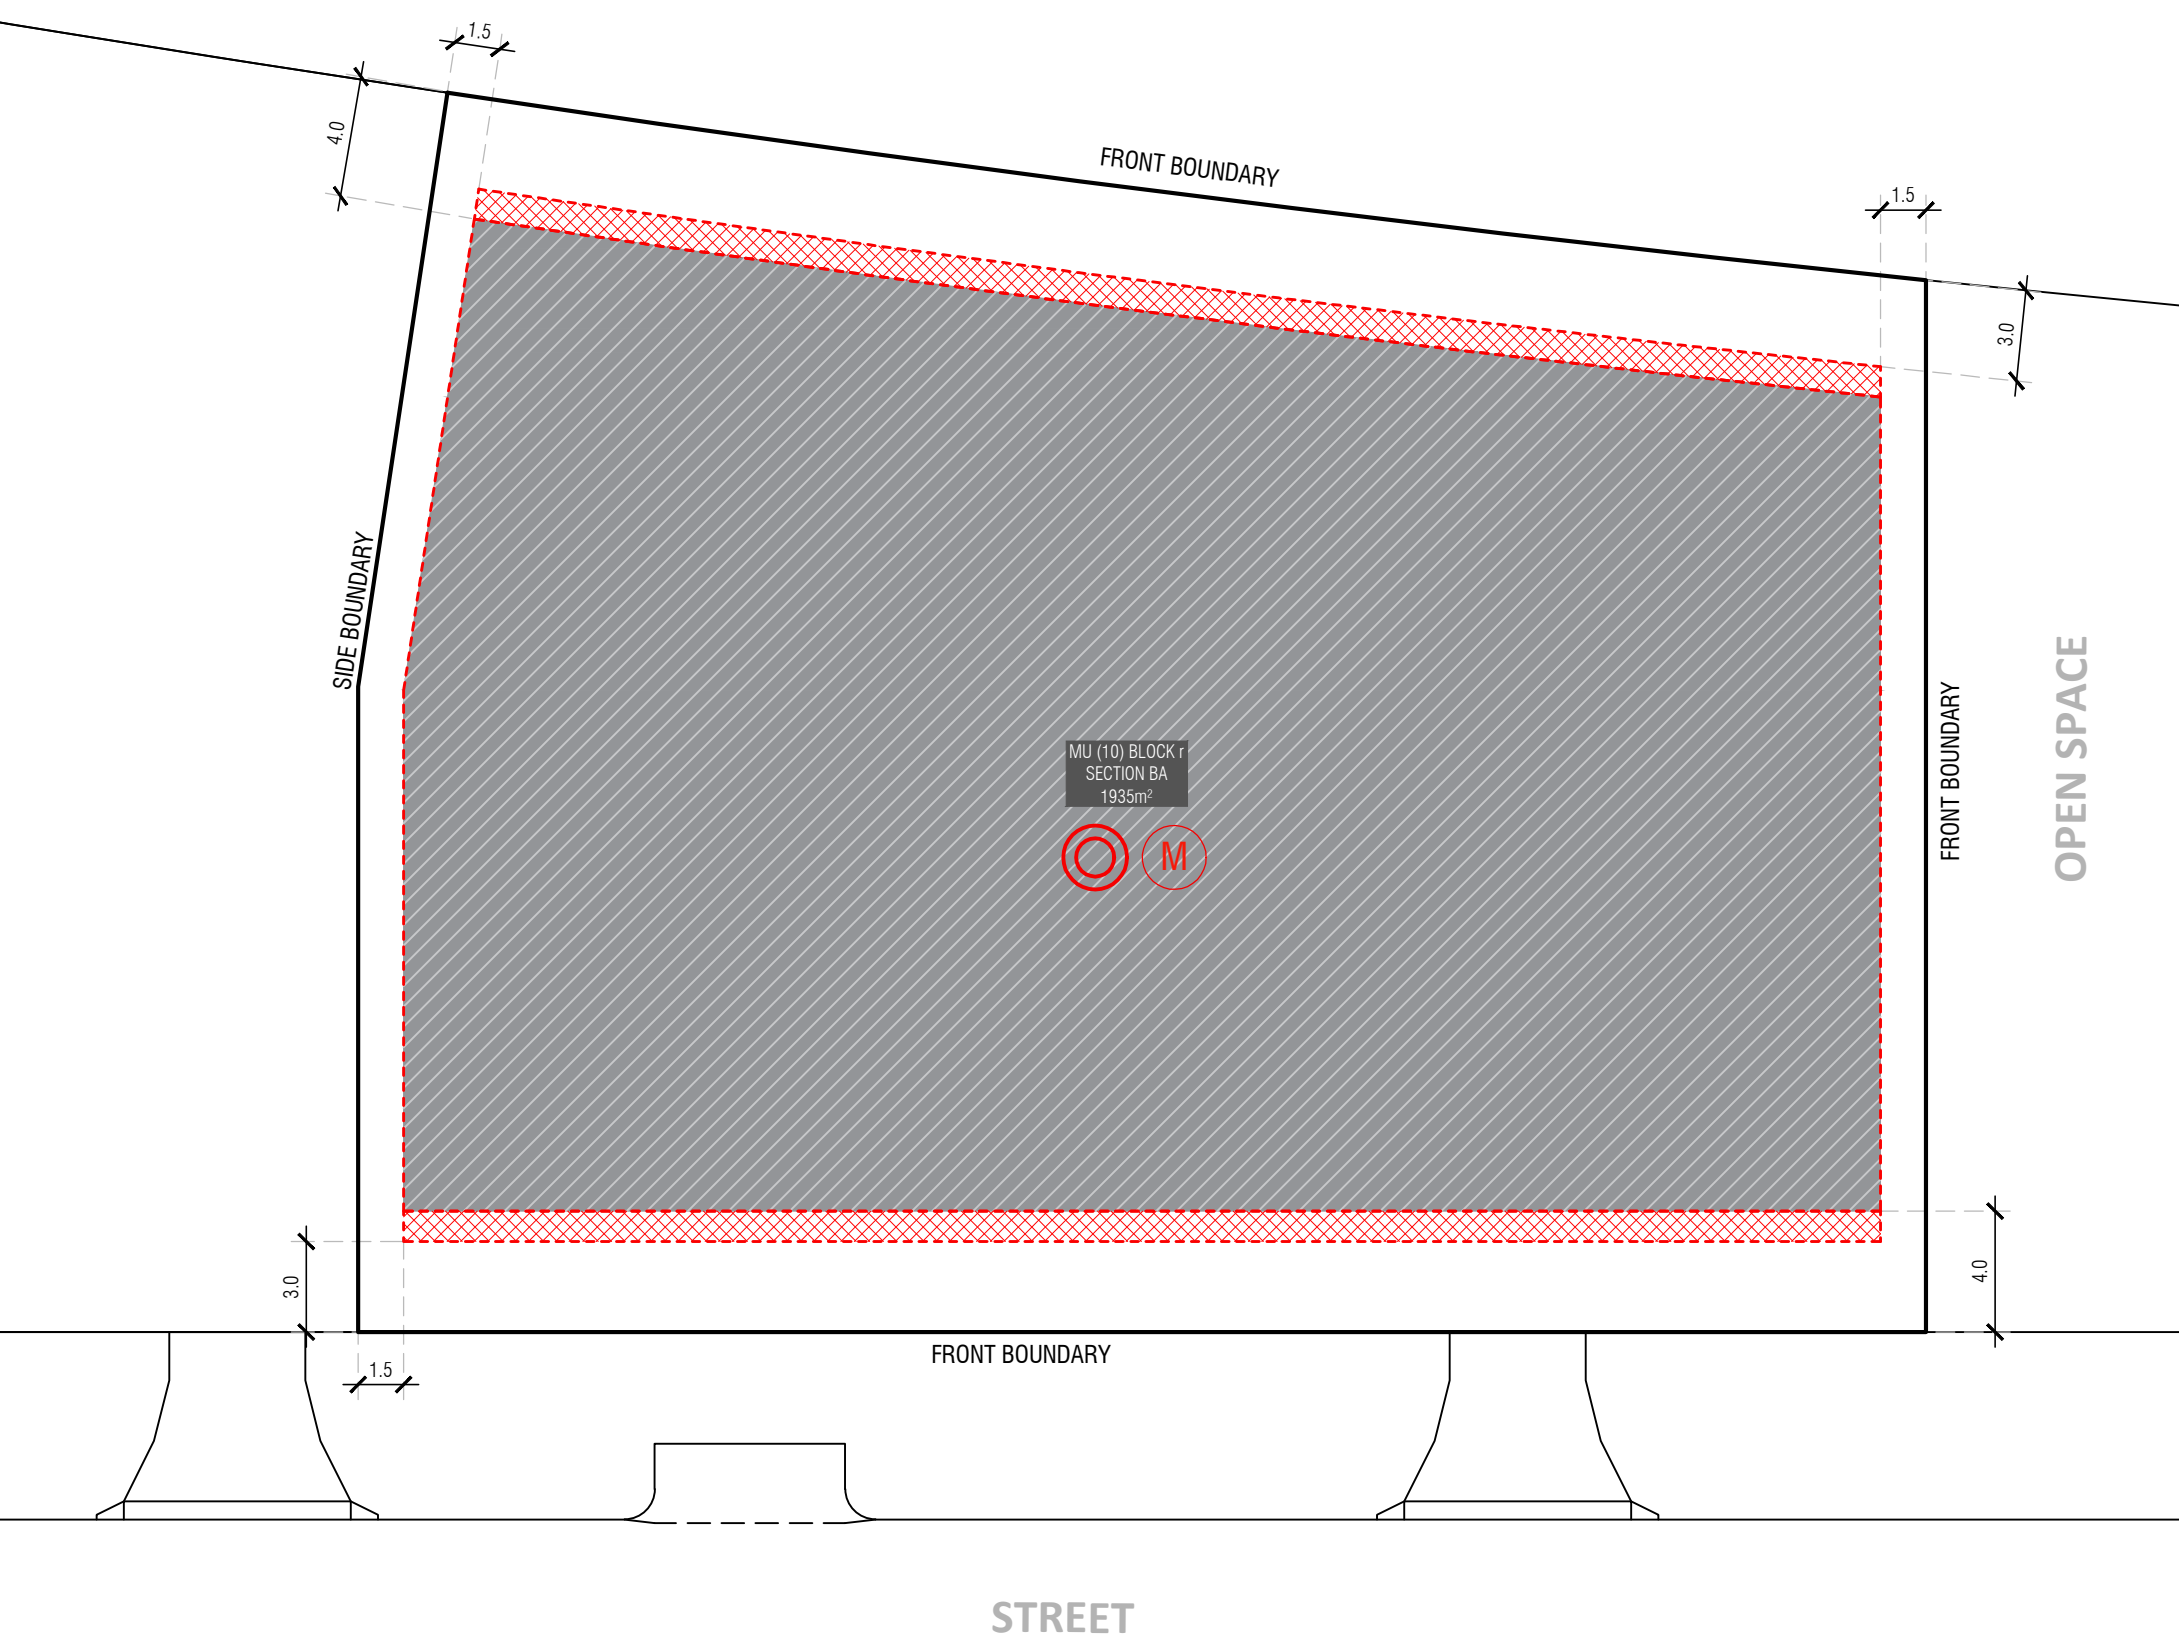 1.5
4.0
FRONT BOUNDARY
1.5
3.0
SIDE BOUNDARY
MU (10) BLOCK r
SECTION BA
1935m²
M
FRONT BOUNDARY
OPEN SPACE
3.0
4.0
1.5
FRONT BOUNDARY
STREET